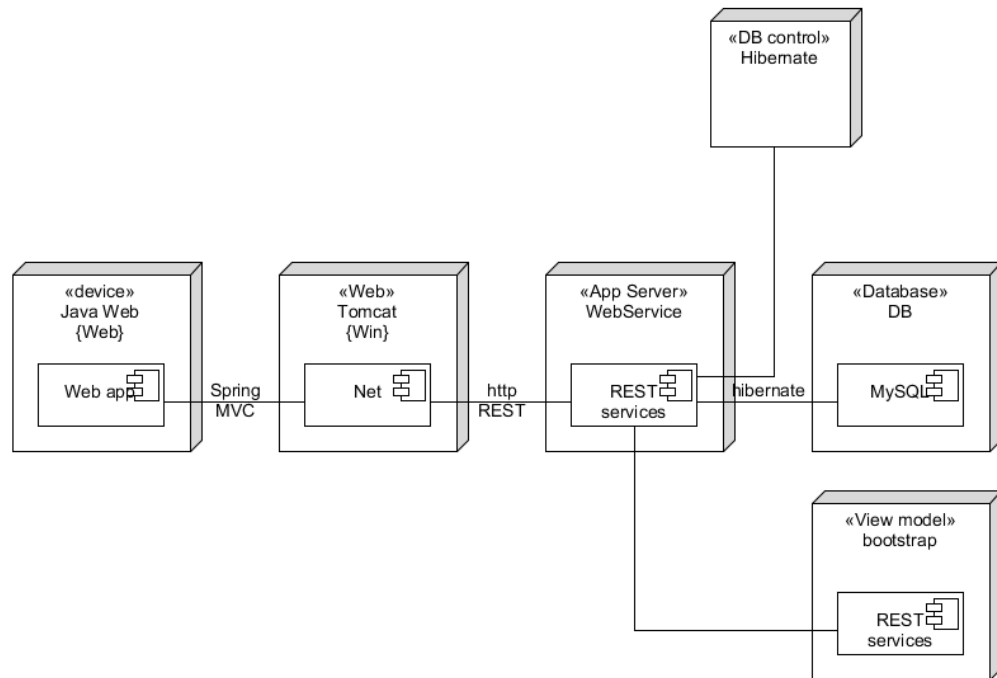 «DB control»
Hibernate
«device»
Java Web
{Web}
Web app
Spring
MVC
«Web»
Tomcat
{Win}
Net
http
REST
«App Server»
WebService
REST
services
hibernate
«Database»
DB
MySQL
«View model»
bootstrap
REST
services